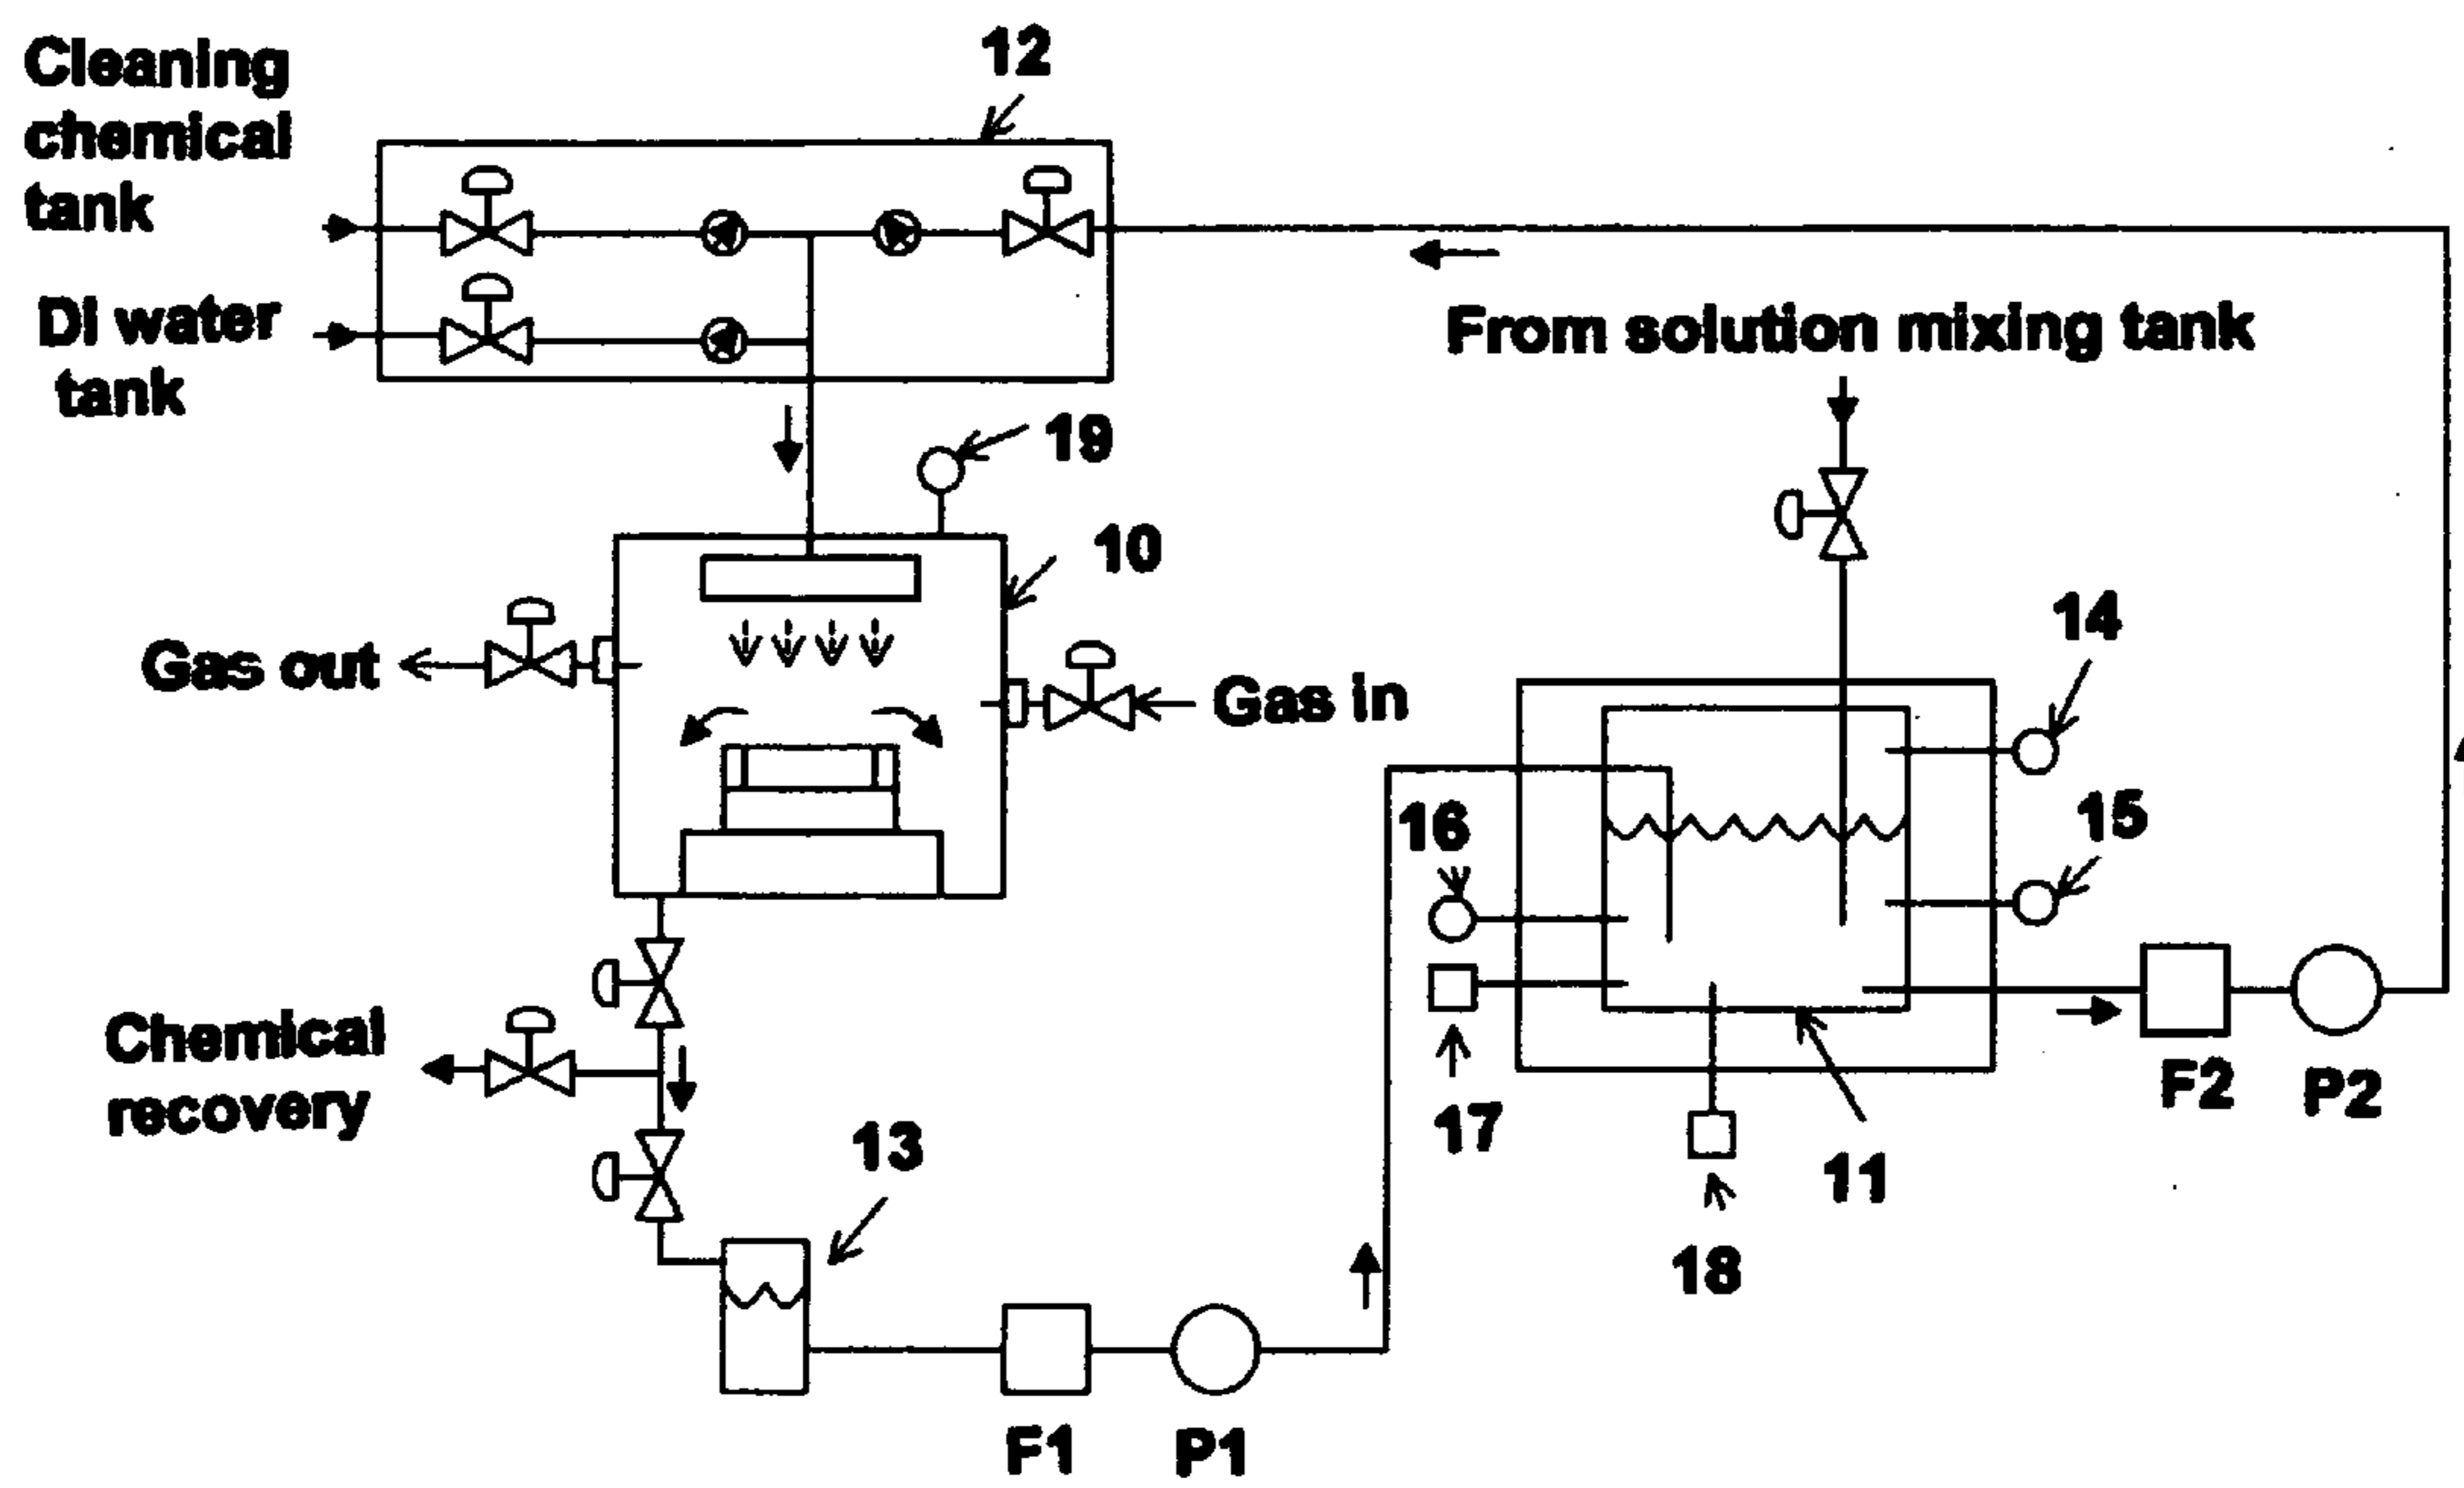 Cleaning
chemical
tank
12
DI water
tank
From solution mixing tank
19
10
14
Gas out
Gas in
16
15
Chemical
recovery
17
13
11
F2
P2
18
F1
P1